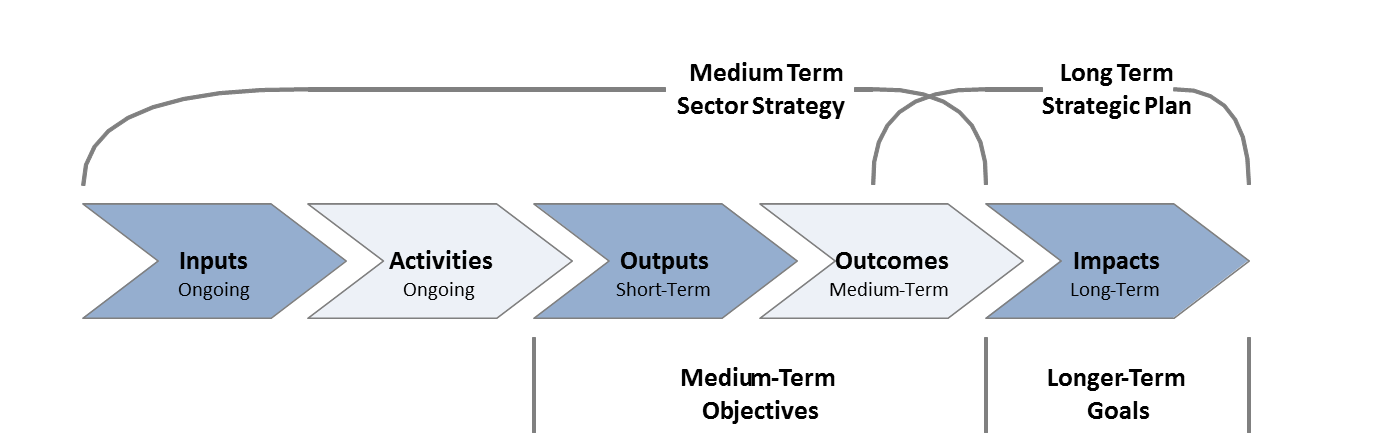 Medium Term
Sector Strategy
Long Term
Strategic Plan
Inputs
Ongoing
Activities
Ongoing
Outputs
Short-Term
Outcomes
Medium-Term
Impacts
Long-Term
Medium-Term
Objectives
Longer-Term
Goals